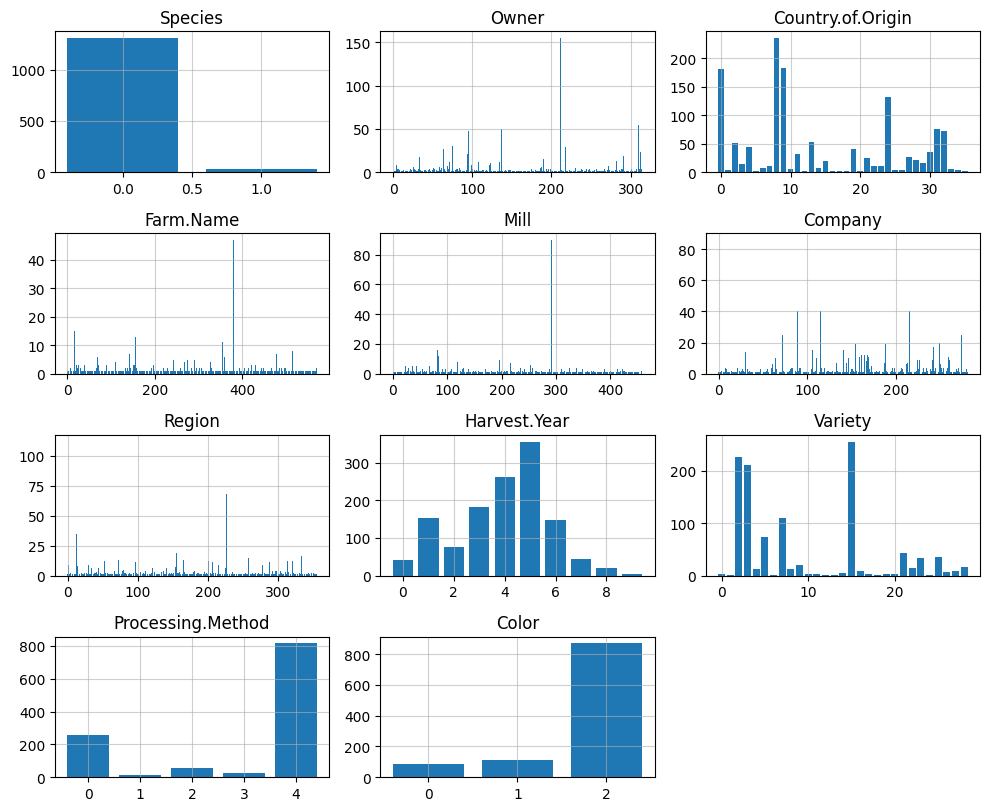 Species Owner Country.of.Origin
1000 500 0 0.0 0.5 1.0
150 100 50 0 0 100 200 300
200 150 100 50 0 0 10 20 30
Farm.Name Mill Company
40 30 20 10 0 0 200 400
80 60 40 20 0 0 100 200 300 400
80 60 40 20 0 0 100 200
Region Harvest.Year Variety
100 75 50 25 0 0 100 200 300
300 200 100 0 0 2 4 6 8
200 100 0 0 20
Processing.Method Color
800 600 400 200 0 0 1 2 3 4
800 600 400 200 0 0 1 2